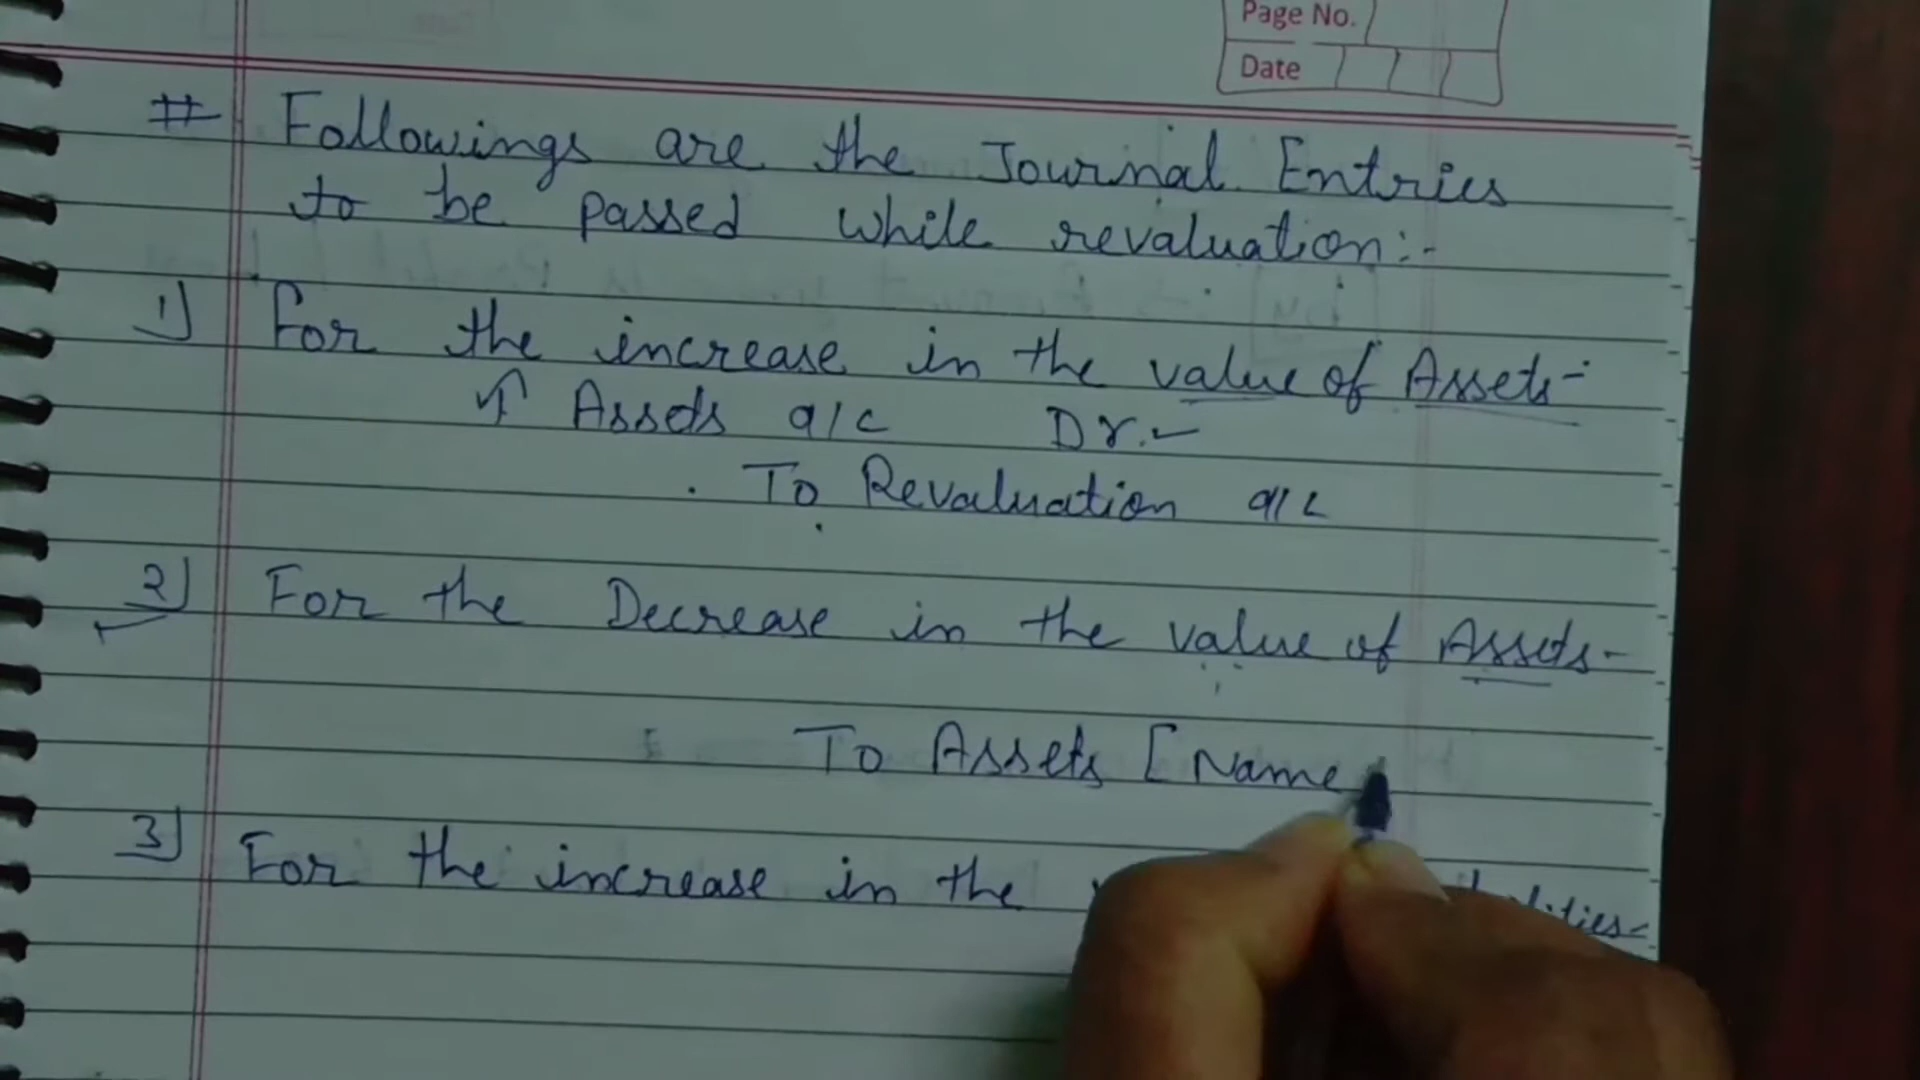 Page No.
Date
# Followings are the Journal Entries
to be passed while revaluation:-
1) For the increase in the value of Assets-
↑ Assets a/c Dr.
To Revaluation a/c
2) For the Decrease in the value of Assets-
To Assets [Name
3) For the increase in the